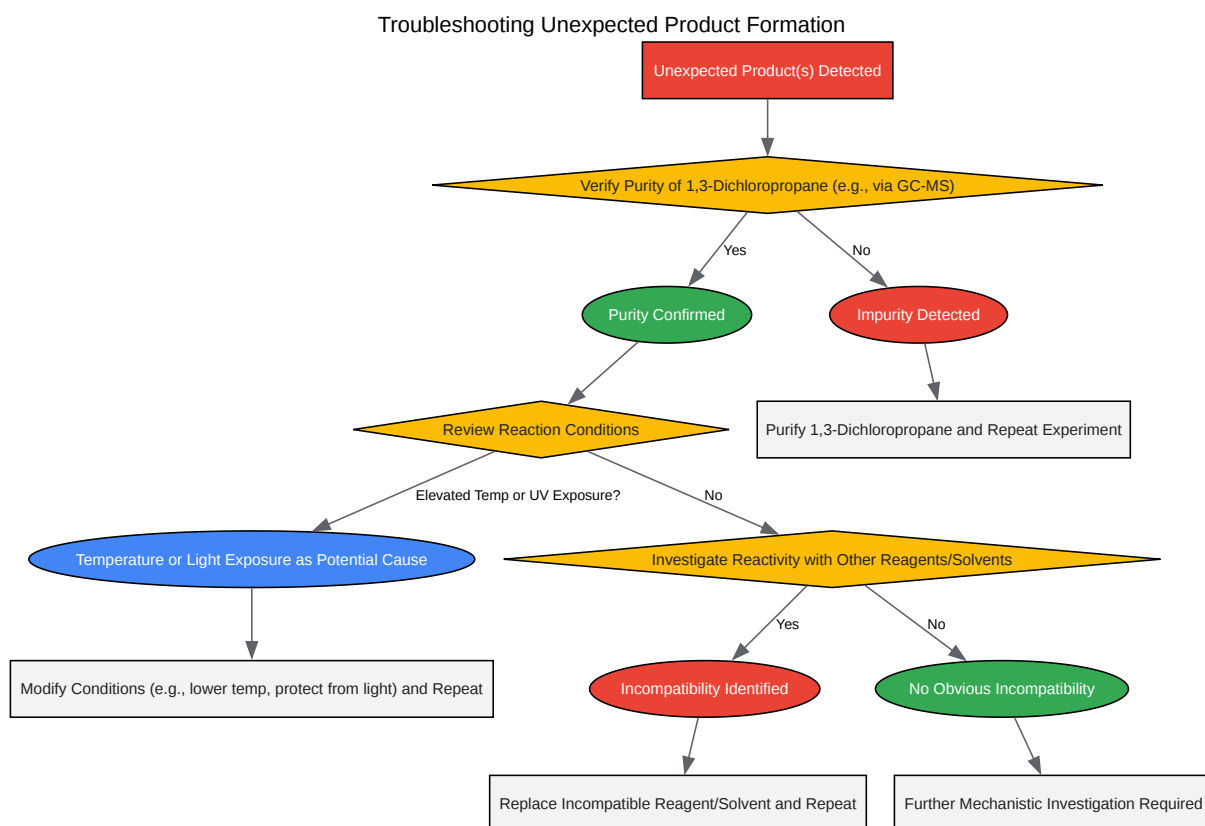 Troubleshooting Unexpected Product Formation
Unexpected Product(s) Detected
Verify Purity of 1,3-Dichloropropane (e.g., via GC-MS)
Yes
No
Purity Confirmed
Impurity Detected
Review Reaction Conditions
Purify 1,3-Dichloropropane and Repeat Experiment
Elevated Temp or UV Exposure?
No
Temperature or Light Exposure as Potential Cause
Investigate Reactivity with Other Reagents/Solvents
Yes
No
Modify Conditions (e.g., lower temp, protect from light) and Repeat
Incompatibility Identified
No Obvious Incompatibility
Replace Incompatible Reagent/Solvent and Repeat
Further Mechanistic Investigation Required